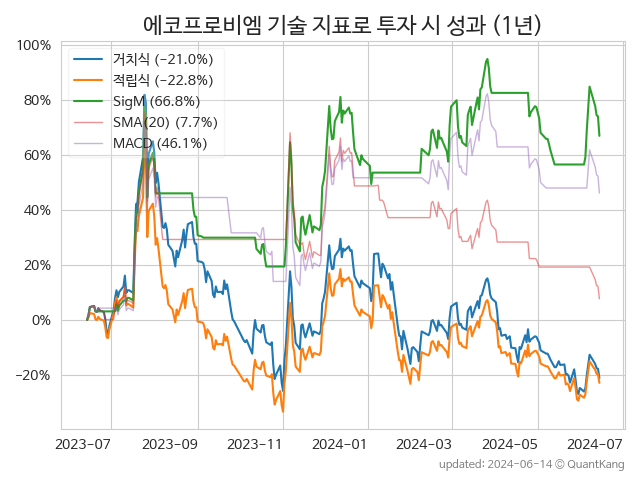 에코프로비엠 기술 지표로 투자 시 성과 (1년)
100%
80%
60%
40%
20%
0%
−20%
거치식 (−21.0%)
적립식 (−22.8%)
SigM (66.8%)
SMA(20) (7.7%)
MACD (46.1%)
2023-07 2023-09 2023-11 2024-01 2024-03 2024-05 2024-07
updated: 2024-06-14 © QuantKang